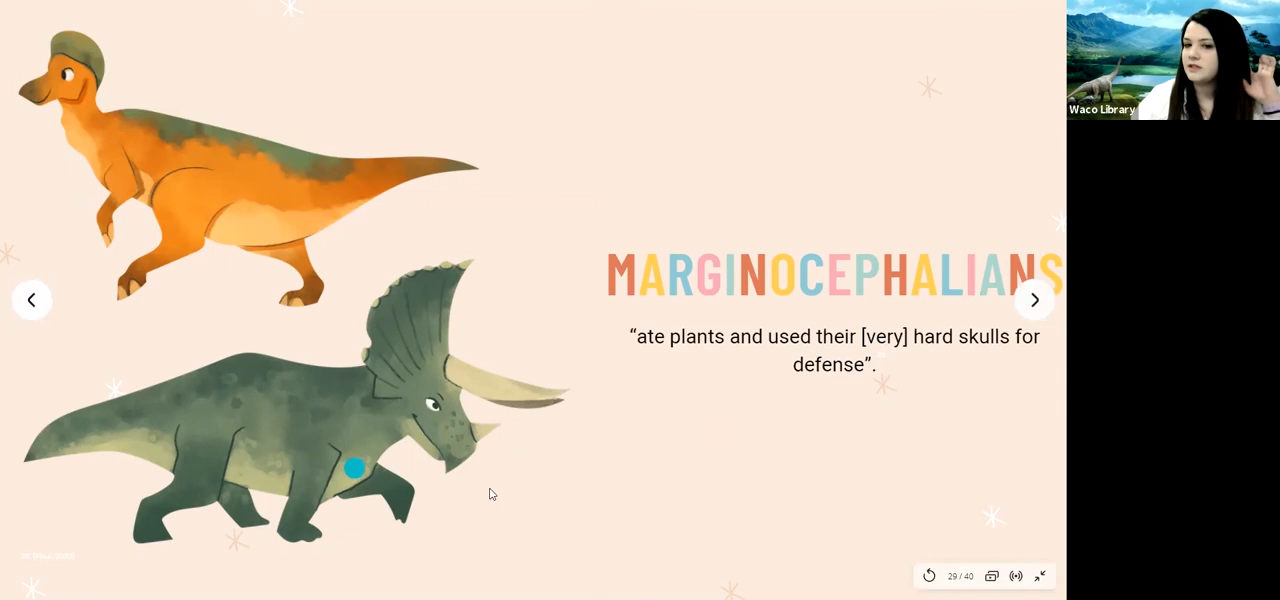 Waco Library
MARGINOCEPHALIANS
“ate plants and used their [very] hard skulls for
defense”.
29 / 40